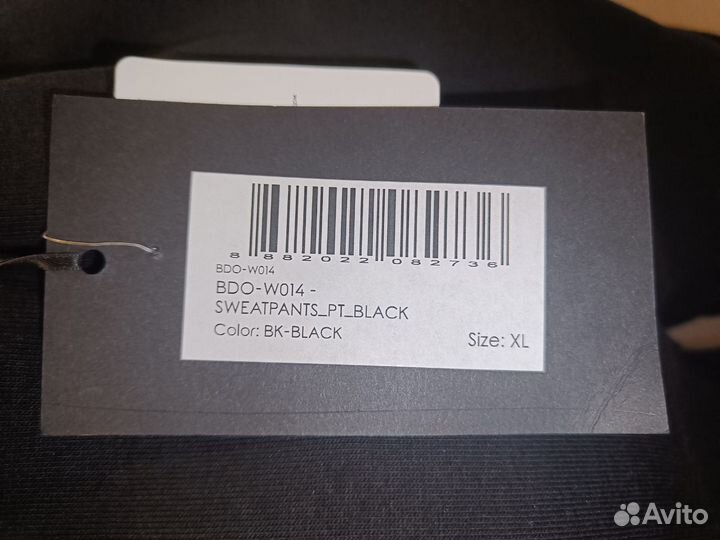 8 882022 082736
BDO-W014
BDO-W014 -
SWEATPANTS_PT_BLACK
Color: BK-BLACK
Size: XL
Avito